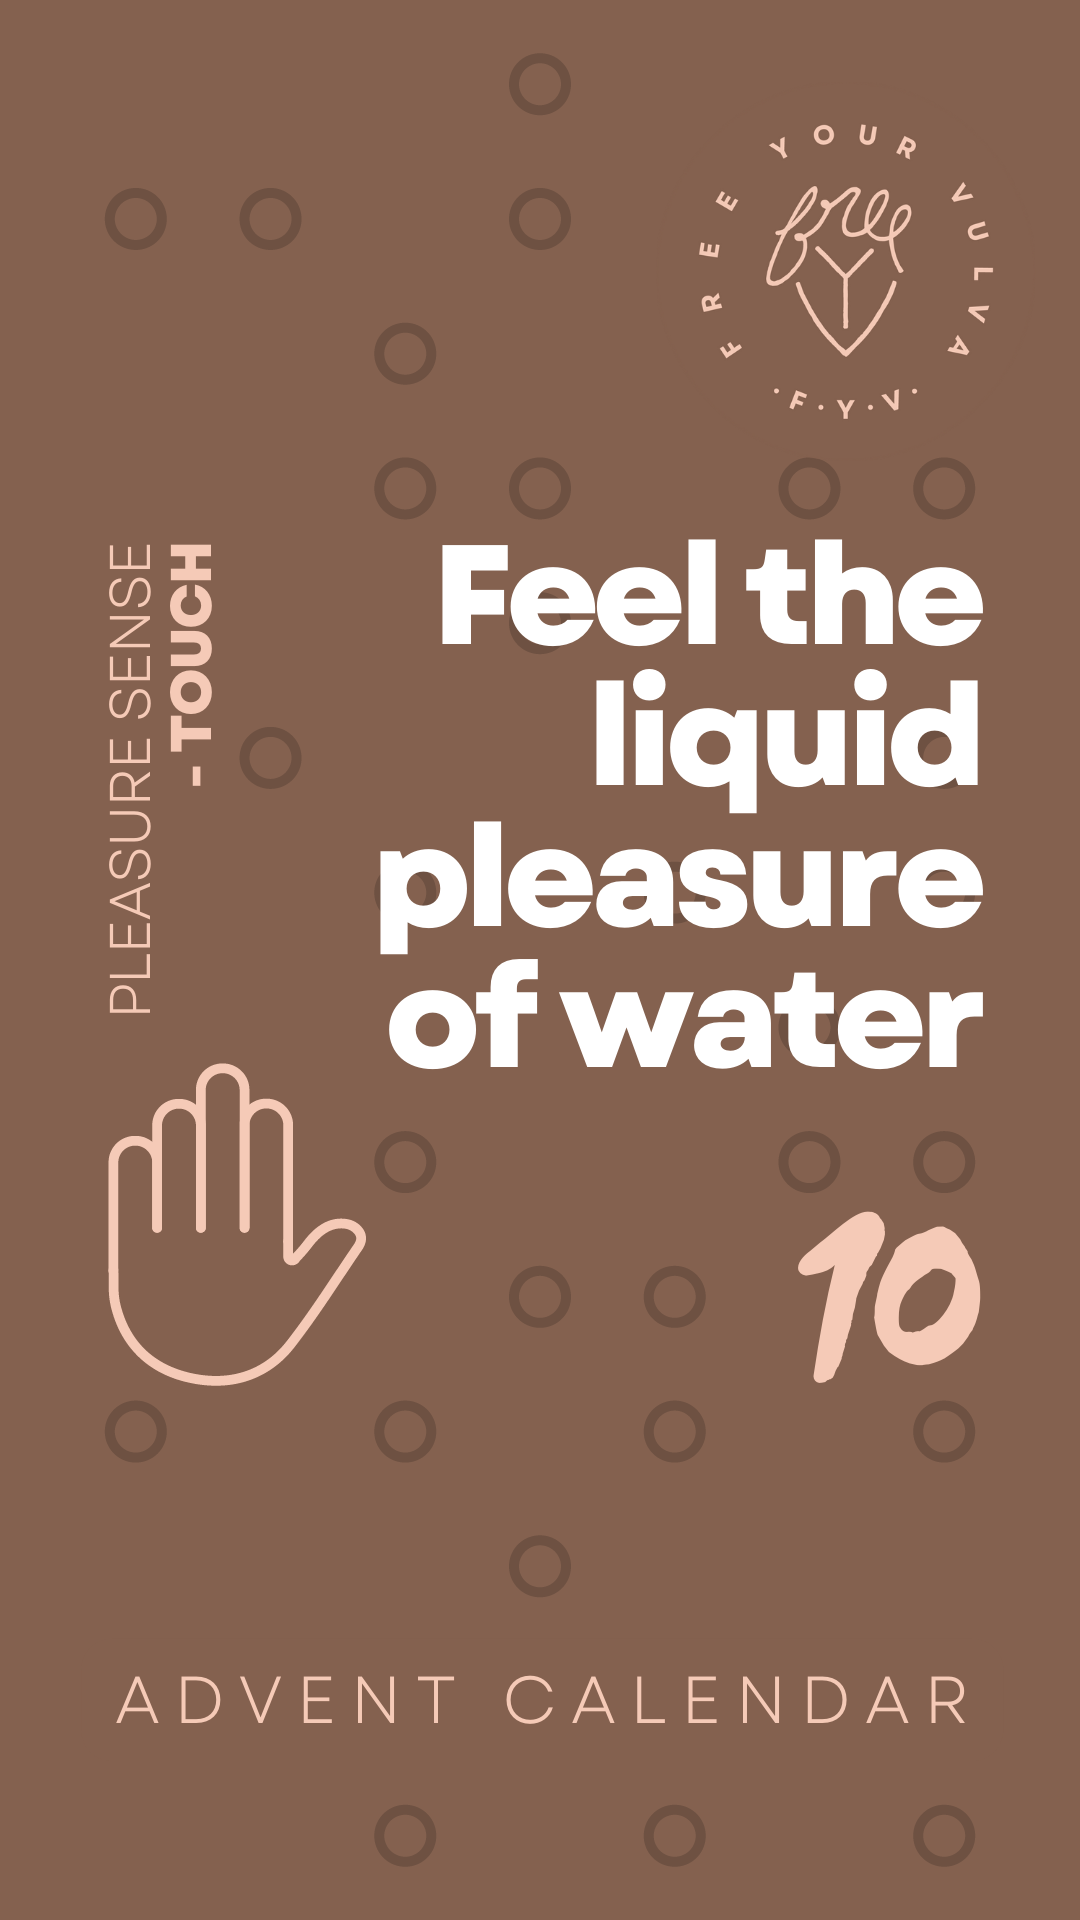 FREE YOUR VULVA
free
· F · Y · V ·
PLEASURE SENSE
- TOUCH
Feel the
liquid
pleasure
of water
10
ADVENT CALENDAR